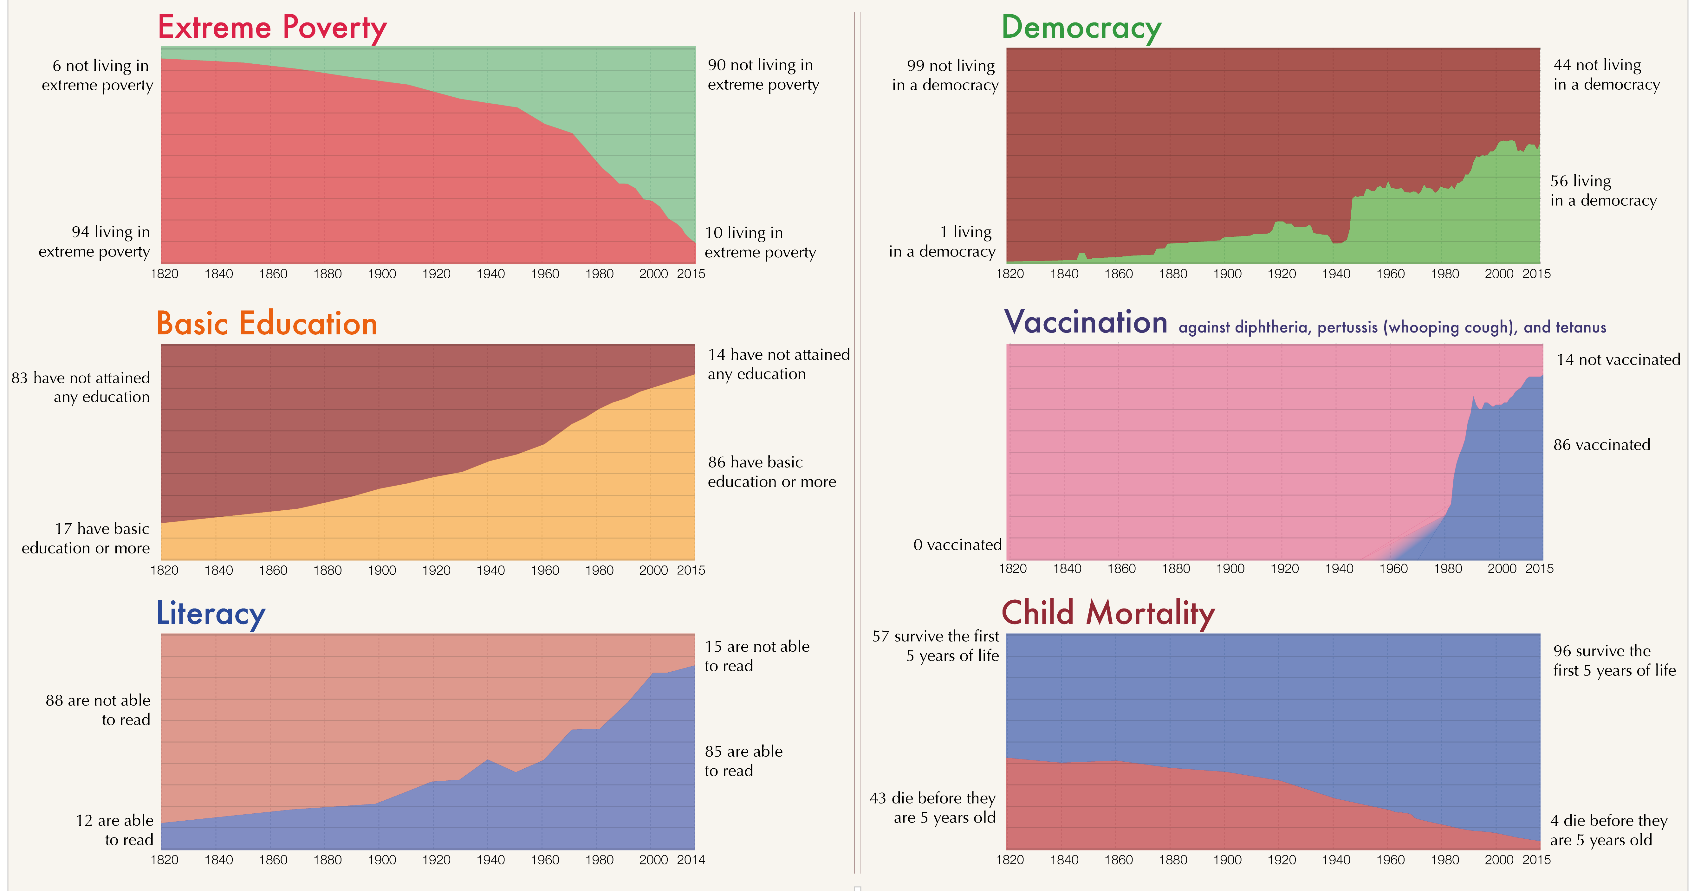 Extreme Poverty
6 not living in
extreme poverty
90 not living in
extreme poverty
94 living in
extreme poverty
10 living in
extreme poverty
1820 1840 1860 1880 1900 1920 1940 1960 1980 2000 2015
Basic Education
83 have not attained
any education
14 have not attained
any education
86 have basic
education or more
17 have basic
education or more
1820 1840 1860 1880 1900 1920 1940 1960 1980 2000 2015
Literacy
15 are not able
to read
88 are not able
to read
85 are able
to read
12 are able
to read
1820 1840 1860 1880 1900 1920 1940 1960 1980 2000 2014
Democracy
99 not living
in a democracy
44 not living
in a democracy
56 living
in a democracy
1 living
in a democracy
1820 1840 1860 1880 1900 1920 1940 1960 1980 2000 2015
Vaccination against diphtheria, pertussis (whooping cough), and tetanus
14 not vaccinated
86 vaccinated
0 vaccinated
1820 1840 1860 1880 1900 1920 1940 1960 1980 2000 2015
Child Mortality
57 survive the first
5 years of life
96 survive the
first 5 years of life
43 die before they
are 5 years old
4 die before they
are 5 years old
1820 1840 1860 1880 1900 1920 1940 1960 1980 2000 2015